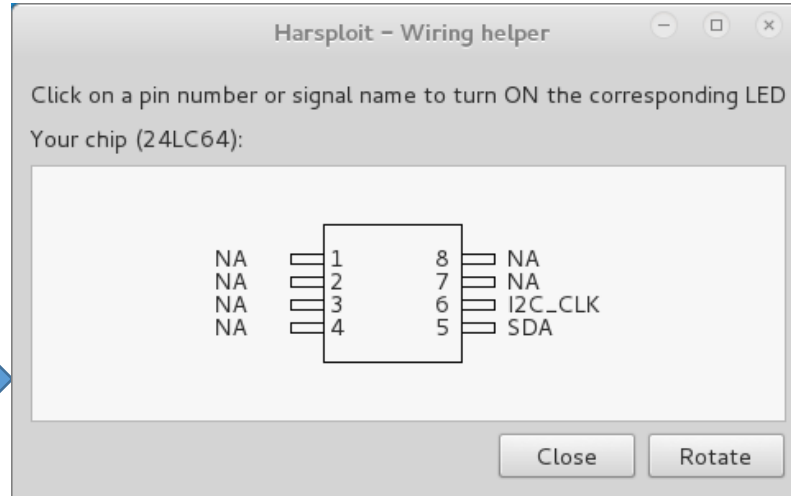 Harsploit - Wiring helper
Click on a pin number or signal name to turn ON the corresponding LED
Your chip (24LC64):
NA 1 8 NA
NA 2 7 NA
NA 3 6 I2C_CLK
NA 4 5 SDA
Close Rotate